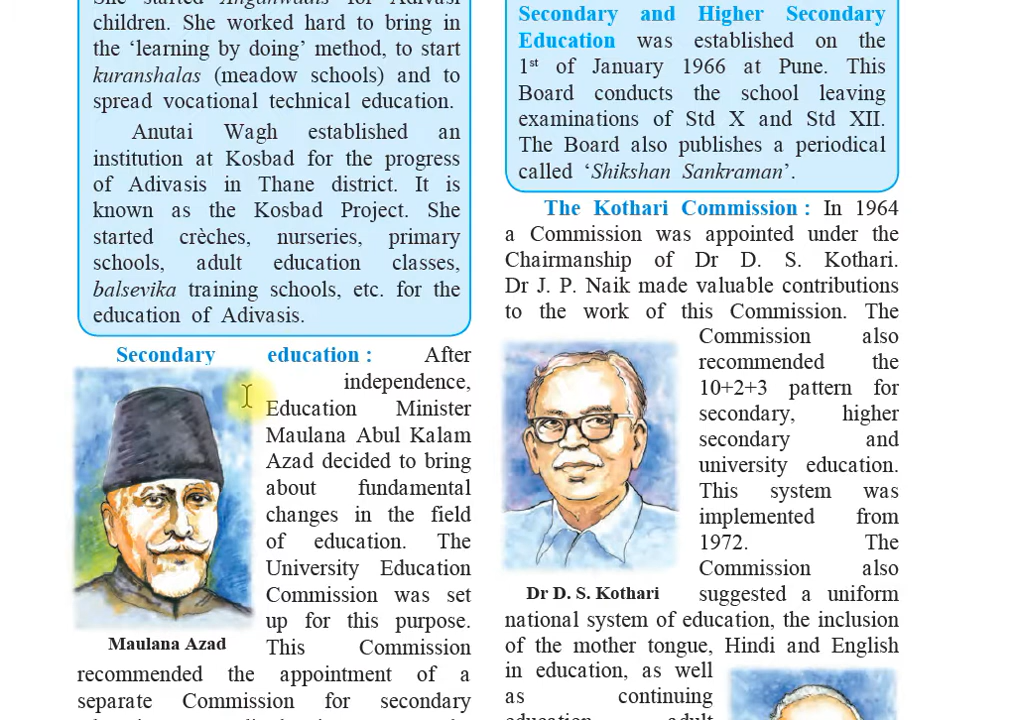 She started Anganwadis for Adivasi
children. She worked hard to bring in
the ‘learning by doing’ method, to start
kuranshalas (meadow schools) and to
spread vocational technical education.
Anutai Wagh established an
institution at Kosbad for the progress
of Adivasis in Thane district. It is
known as the Kosbad Project. She
started crèches, nurseries, primary
schools, adult education classes,
balsevika training schools, etc. for the
education of Adivasis.
Secondary education : After
independence,
Education Minister
Maulana Abul Kalam
Azad decided to bring
about fundamental
changes in the field
of education. The
University Education
Commission was set
up for this purpose.
This Commission
Maulana Azad
recommended the appointment of a
separate Commission for secondary
Secondary and Higher Secondary
Education was established on the
1st of January 1966 at Pune. This
Board conducts the school leaving
examinations of Std X and Std XII.
The Board also publishes a periodical
called ‘Shikshan Sankraman’.
The Kothari Commission : In 1964
a Commission was appointed under the
Chairmanship of Dr D. S. Kothari.
Dr J. P. Naik made valuable contributions
to the work of this Commission. The
Commission also
recommended the
10+2+3 pattern for
secondary, higher
secondary and
university education.
This system was
implemented from
1972. The
Commission also
suggested a uniform
Dr D. S. Kothari
national system of education, the inclusion
of the mother tongue, Hindi and English
in education, as well
as continuing
education, adult